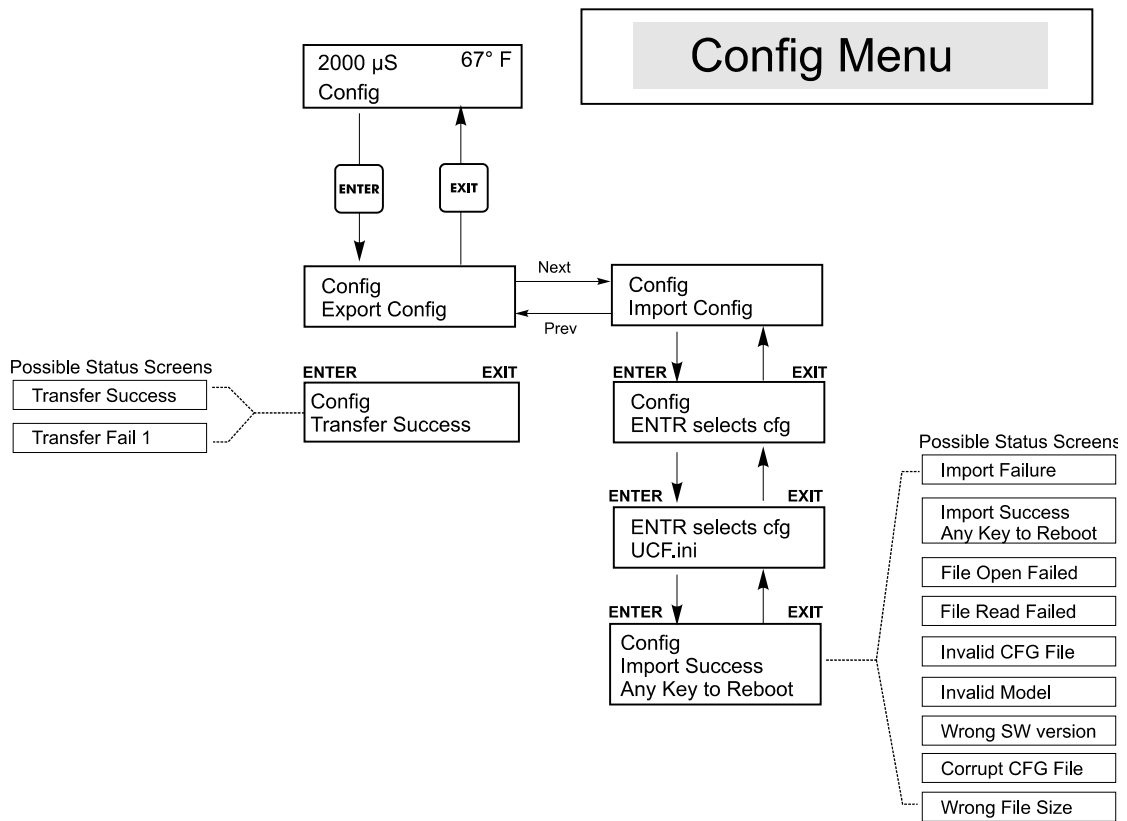 Config Menu
2000 µS 67° F
Config
ENTER EXIT
Config
Export Config
Next
Prev
Config
Import Config
Possible Status Screens
Transfer Success
Transfer Fail 1
ENTER EXIT
Config
Transfer Success
ENTER EXIT
Config
ENTR selects cfg
ENTER EXIT
ENTR selects cfg
UCF.ini
ENTER EXIT
Config
Import Success
Any Key to Reboot
Possible Status Screens
Import Failure
Import Success
Any Key to Reboot
File Open Failed
File Read Failed
Invalid CFG File
Invalid Model
Wrong SW version
Corrupt CFG File
Wrong File Size